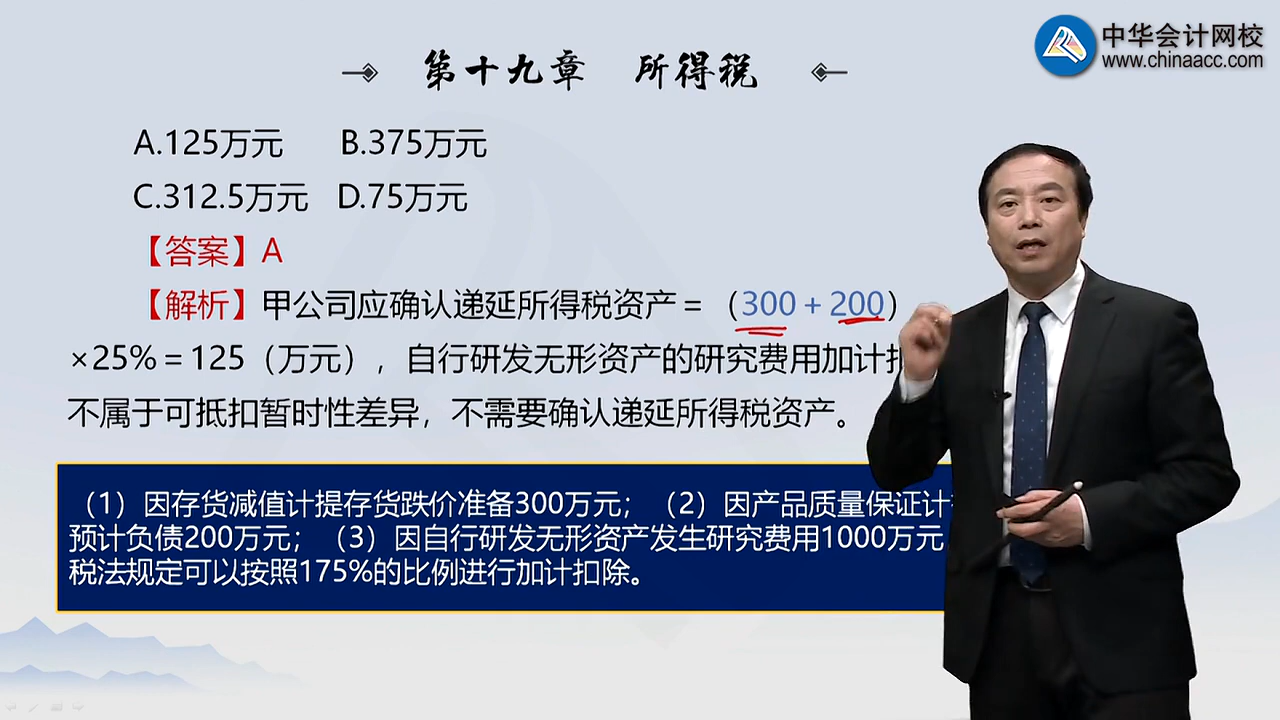 中华会计网校
www.chinaacc.com
第十九章 所得税
A.125万元 B.375万元
C.312.5万元 D.75万元
【答案】A
【解析】甲公司应确认递延所得税资产=（300+200）
×25%=125（万元），自行研发无形资产的研究费用加计
不属于可抵扣暂时性差异，不需要确认递延所得税资产。
（1）因存货减值计提存货跌价准备300万元；（2）因产品质量保证计
预计负债200万元；（3）因自行研发无形资产发生研究费用1000万元
税法规定可以按照175%的比例进行加计扣除。